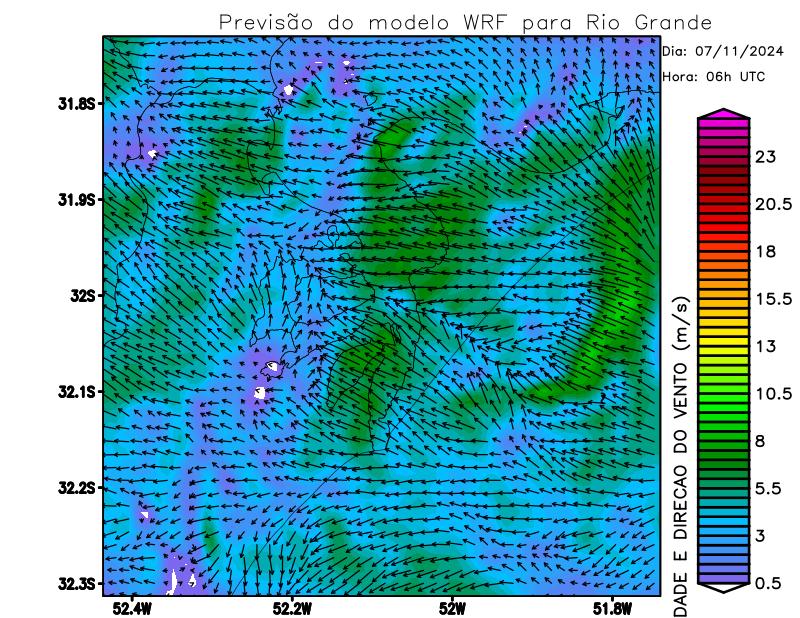 Previsão do modelo WRF para Rio Grande
Dia: 07/11/2024
Hora: 06h UTC
31.8S
31.9S
32S
32.1S
32.2S
32.3S
52.4W
52.2W
52W
51.8W
23
20.5
18
15.5
13
10.5
8
5.5
3
0.5
DADE E DIRECAO DO VENTO (m/s)